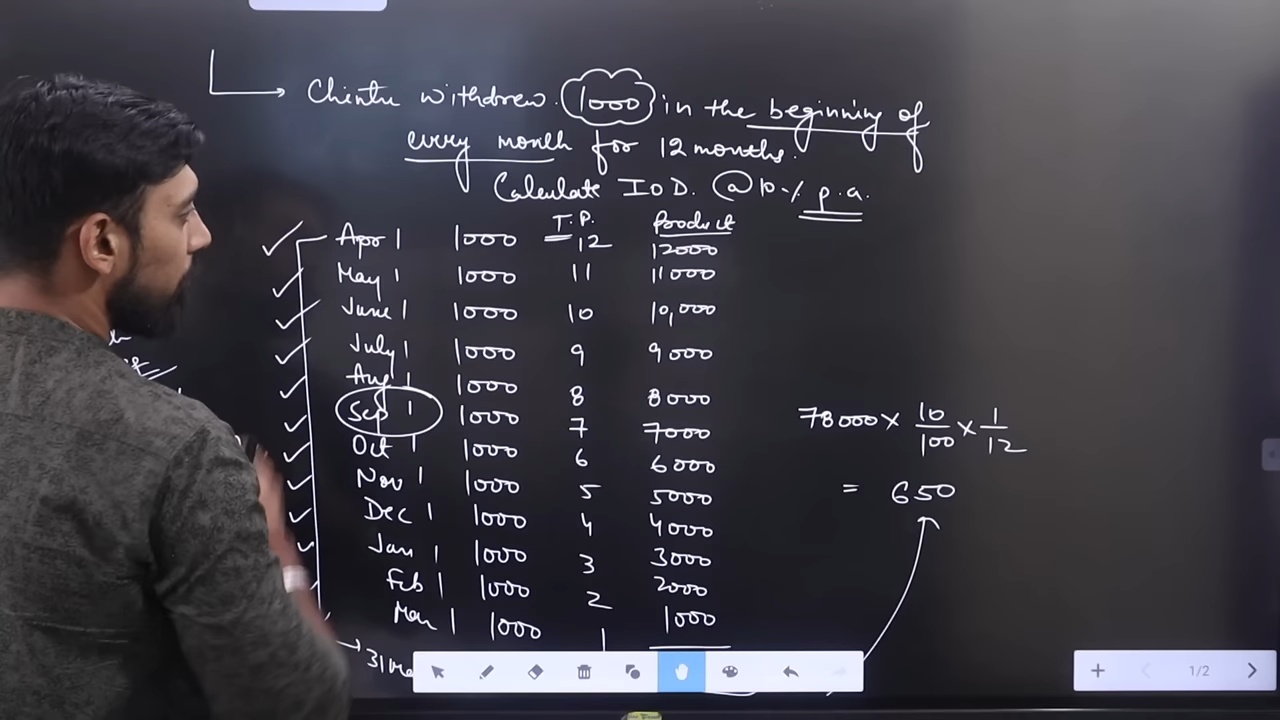 Chintu withdrew 1000 in the beginning of
every month for 12 months.
Calculate IOD. @ 10% p.a.
T.P. Product
Apr 1 1000 12 12000
May 1 1000 11 11000
June 1 1000 10 10,000
July 1 1000 9 9000
Aug 1 1000 8 8000
Sep 1 1000 7 7000
Oct 1 1000 6 6000
Nov 1 1000 5 5000
Dec 1 1000 4 4000
Jan 1 1000 3 3000
Feb 1 1000 2 2000
Mar 1 1000 1 1000
31
78000 × 10/100 × 1/12
= 650
1/2